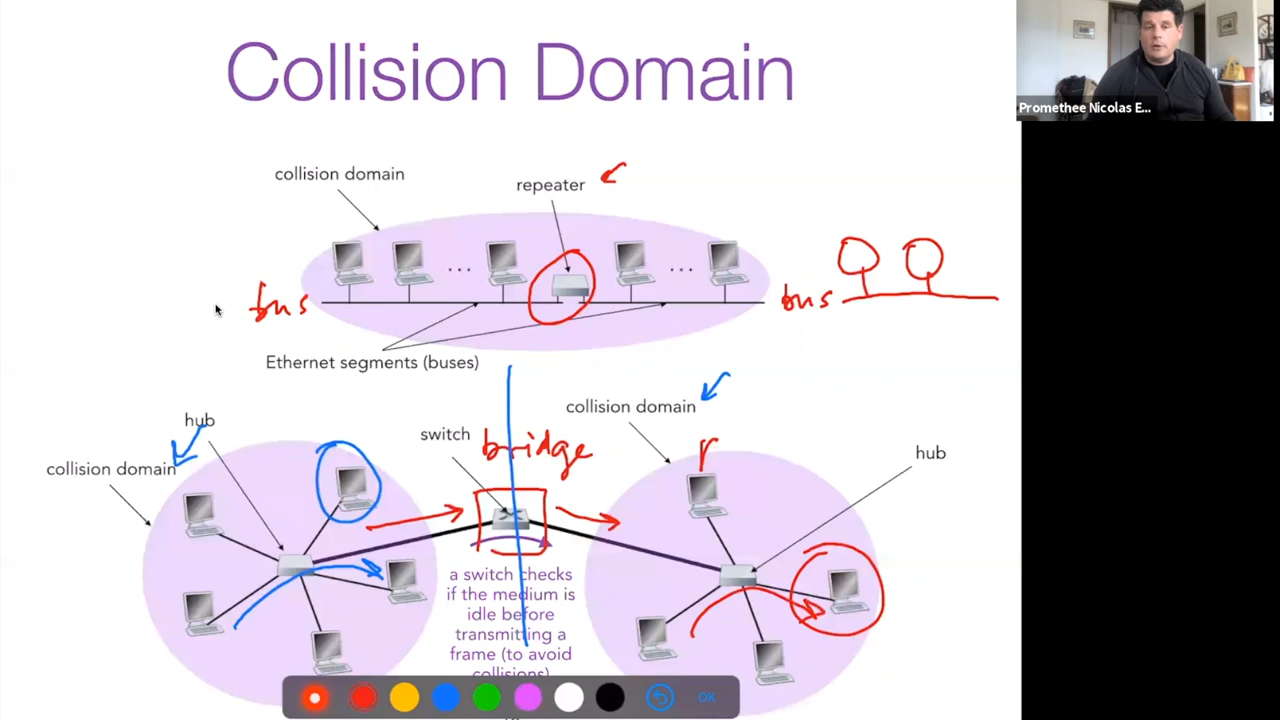 Collision Domain
Promethee Nicolas E...
collision domain
repeater
... ...
bus
bus
Ethernet segments (buses)
collision domain
hub
switch
bridge
r
hub
collision domain
a switch checks
if the medium is
idle before
transmitting a
frame (to avoid
collisions)
OK